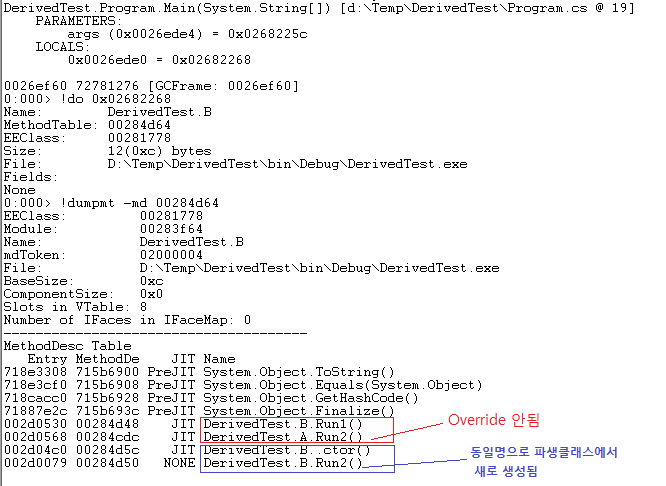 DerivedTest.Program.Main(System.String[]) [d:\Temp\DerivedTest\Program.cs @ 19]
PARAMETERS:
args (0x0026ede4) = 0x0268225c
LOCALS:
0x0026ede0 = 0x02682268
0026ef60 72781276 [GCFrame: 0026ef60]
0:000> !do 0x02682268
Name: DerivedTest.B
MethodTable: 00284d64
EEClass: 00281778
Size: 12(0xc) bytes
File: D:\Temp\DerivedTest\bin\Debug\DerivedTest.exe
Fields:
None
0:000> !dumpmt -md 00284d64
EEClass: 00281778
Module: 00283f64
Name: DerivedTest.B
mdToken: 02000004
File: D:\Temp\DerivedTest\bin\Debug\DerivedTest.exe
BaseSize: 0xc
ComponentSize: 0x0
Slots in VTable: 8
Number of IFaces in IFaceMap: 0
--------------------------------------
MethodDesc Table
Entry MethodDe JIT Name
718e3308 715b6900 PreJIT System.Object.ToString()
718e3cf0 715b6908 PreJIT System.Object.Equals(System.Object)
718cacc0 715b6928 PreJIT System.Object.GetHashCode()
71887e2c 715b693c PreJIT System.Object.Finalize()
002d0530 00284d48 JIT DerivedTest.B.Run1()
Override 안됨
002d0568 00284cdc JIT DerivedTest.A.Run2()
002d04c0 00284d5c JIT DerivedTest.B..ctor()
동일명으로 파생클래스에서
002d0079 00284d50 NONE DerivedTest.B.Run2()
새로 생성됨